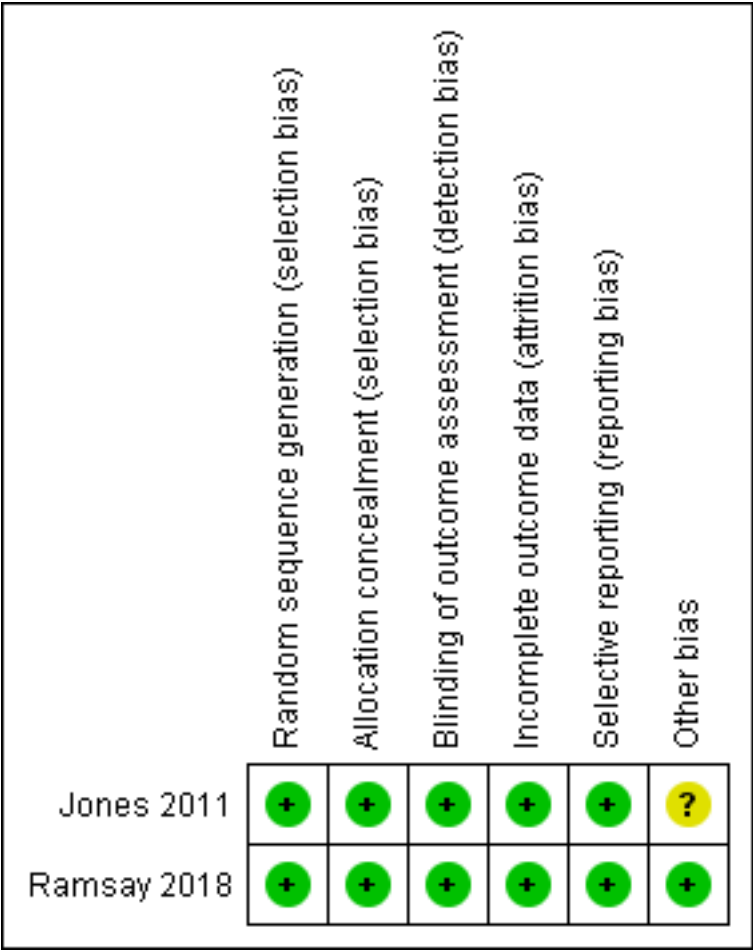 Random sequence generation (selection bias)
Allocation concealment (selection bias)
Blinding of outcome assessment (detection bias)
Incomplete outcome data (attrition bias)
Selective reporting (reporting bias)
Other bias
Jones 2011 + + + + + ?
Ramsay 2018 + + + + + +